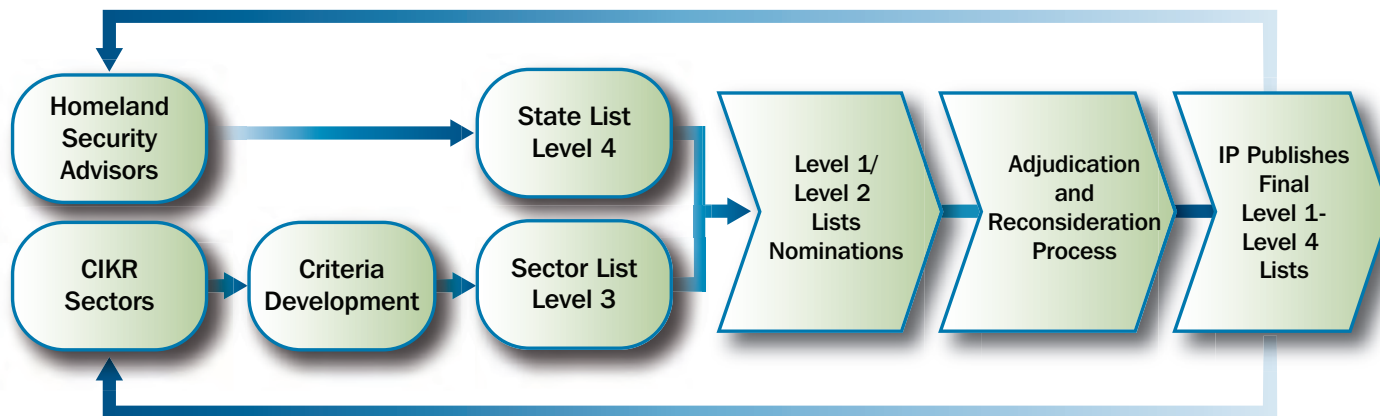 Homeland
Security
Advisors
State List
Level 4
CIKR
Sectors
Criteria
Development
Sector List
Level 3
Level 1/
Level 2
Lists
Nominations
Adjudication
and
Reconsideration
Process
IP Publishes
Final
Level 1-
Level 4
Lists